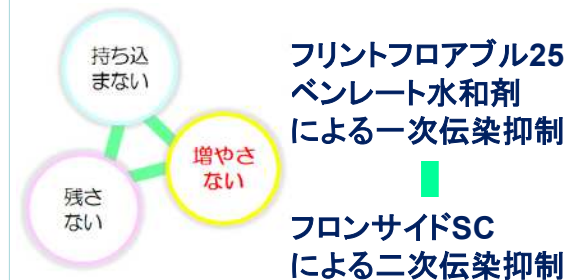 持ち込
まない
増やさ
ない
残さ
ない
フリントフロアブル25
ベンレート水和剤
による一次伝染抑制
フロンサイドSC
による二次伝染抑制